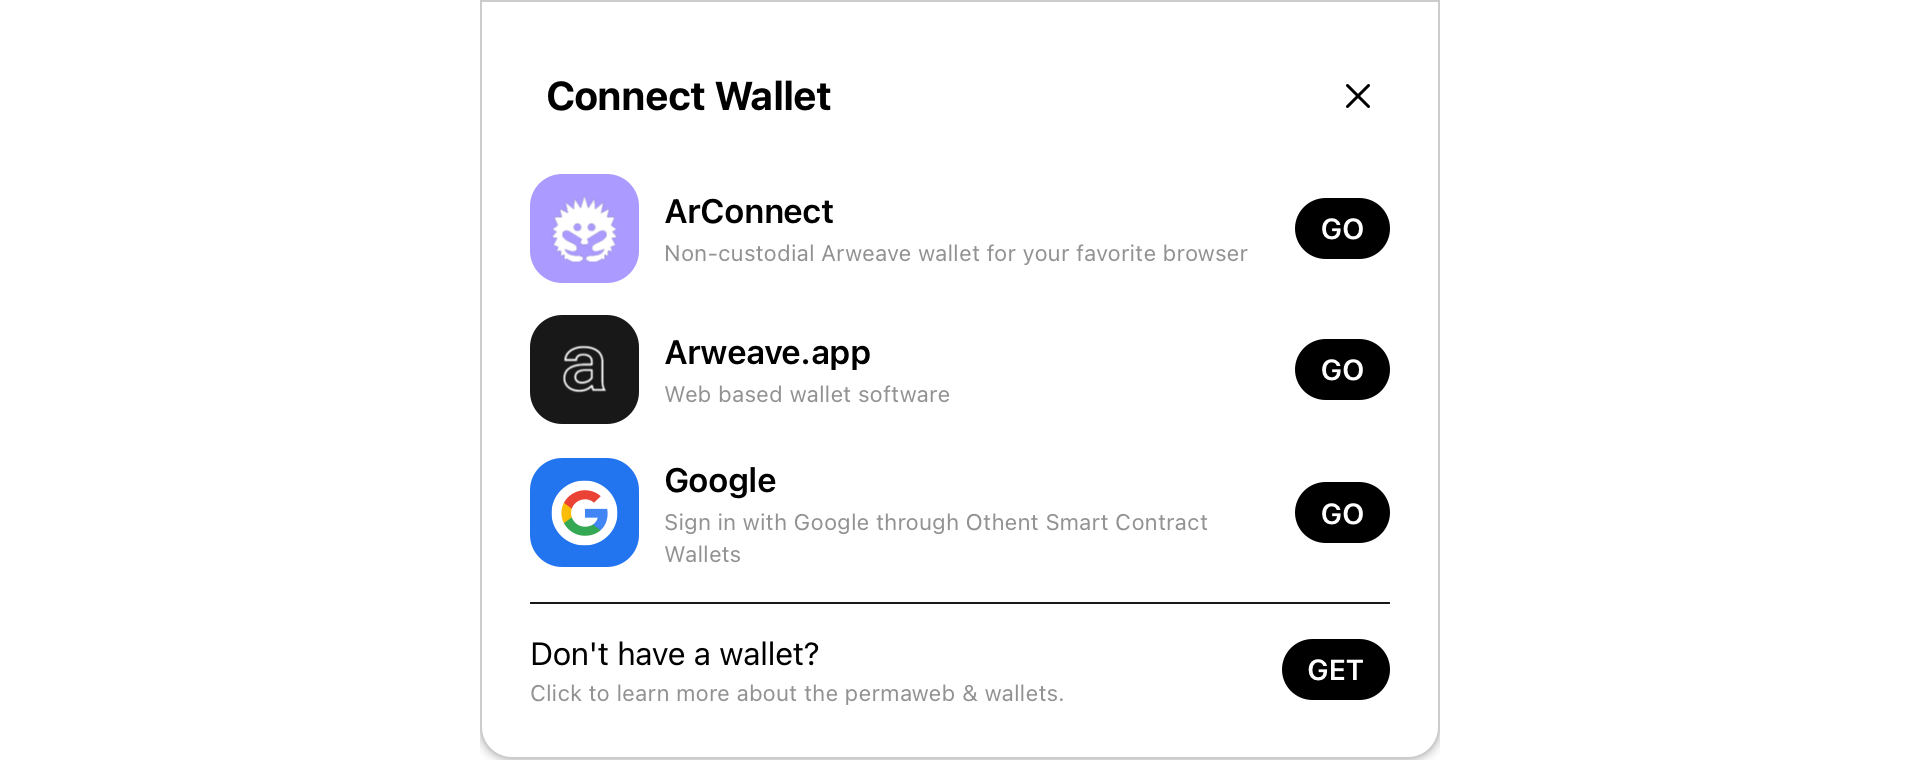 Connect Wallet
ArConnect
Non-custodial Arweave wallet for your favorite browser
GO
a
Arweave.app
Web based wallet software
GO
G
Google
Sign in with Google through Othent Smart Contract
Wallets
GO
Don't have a wallet?
Click to learn more about the permaweb & wallets.
GET